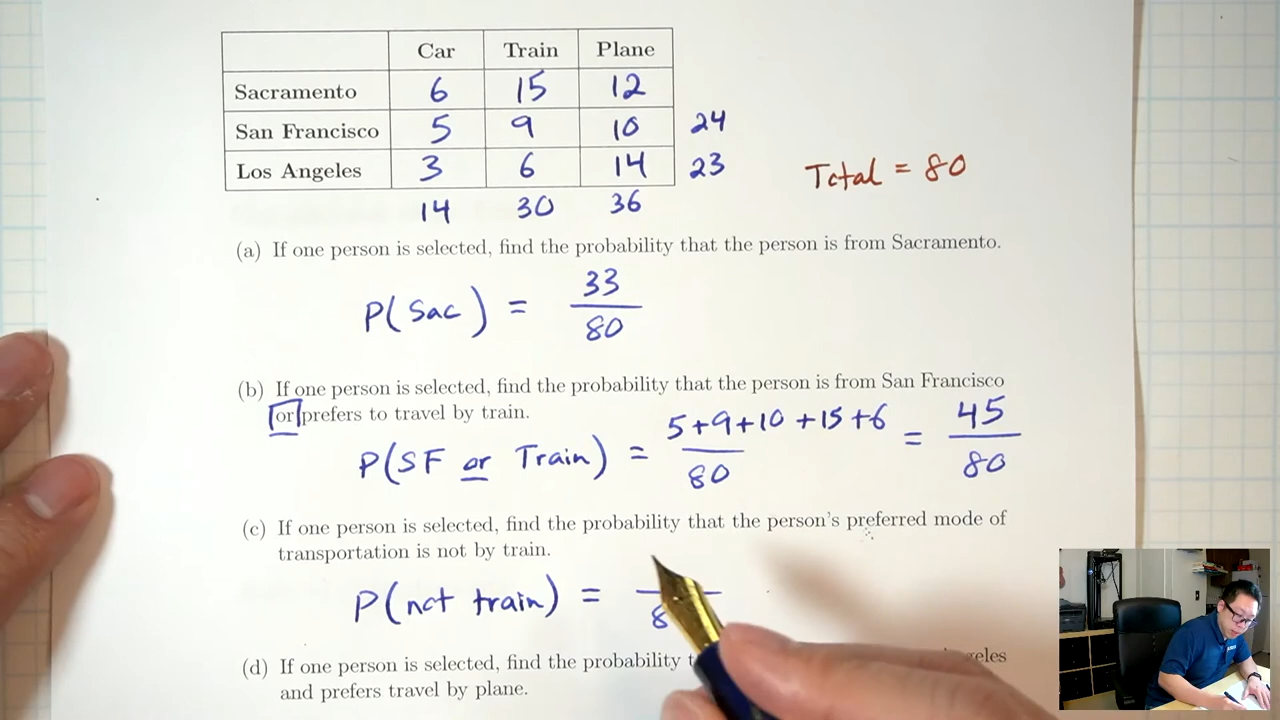 Car Train Plane
Sacramento 6 15 12
San Francisco 5 9 10 24
Los Angeles 3 6 14 23
Total = 80
14 30 36
(a) If one person is selected, find the probability that the person is from Sacramento.
P(Sac) = 33/80
(b) If one person is selected, find the probability that the person is from San Francisco
or prefers to travel by train.
P(SF or Train) = 5+9+10+15+6/80 = 45/80
(c) If one person is selected, find the probability that the person's preferred mode of
transportation is not by train.
P(not train) = 8
(d) If one person is selected, find the probability
and prefers travel by plane.